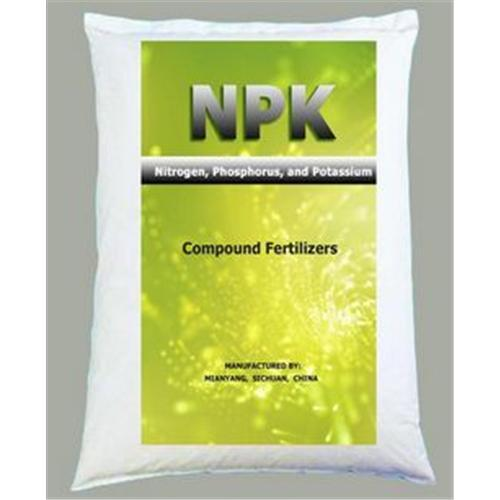 NPK
Nitrogen, Phosphorus, and Potassium
Compound Fertilizers
MANUFACTURED BY:
MIANYANG, SICHUAN, CHINA